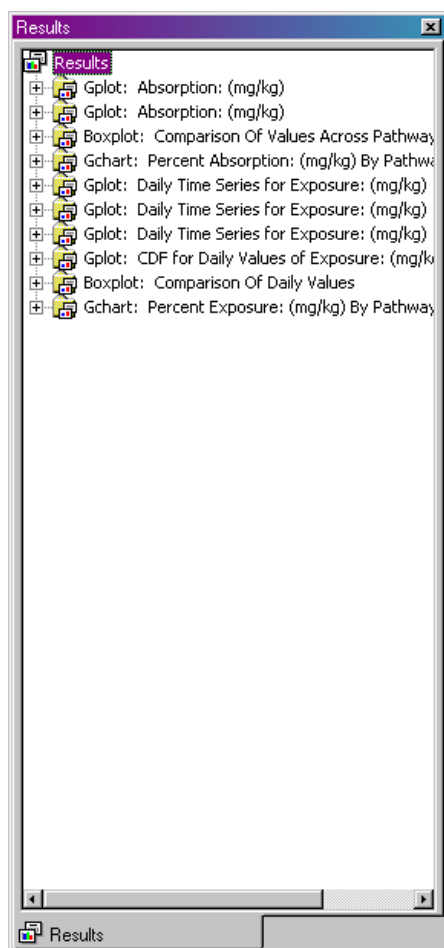 Results
Results
Gplot: Absorption: (mg/kg)
Gplot: Absorption: (mg/kg)
Boxplot: Comparison Of Values Across Pathway
Gchart: Percent Absorption: (mg/kg) By Pathwa
Gplot: Daily Time Series for Exposure: (mg/kg)
Gplot: Daily Time Series for Exposure: (mg/kg)
Gplot: Daily Time Series for Exposure: (mg/kg)
Gplot: CDF for Daily Values of Exposure: (mg/k
Boxplot: Comparison Of Daily Values
Gchart: Percent Exposure: (mg/kg) By Pathway
Results